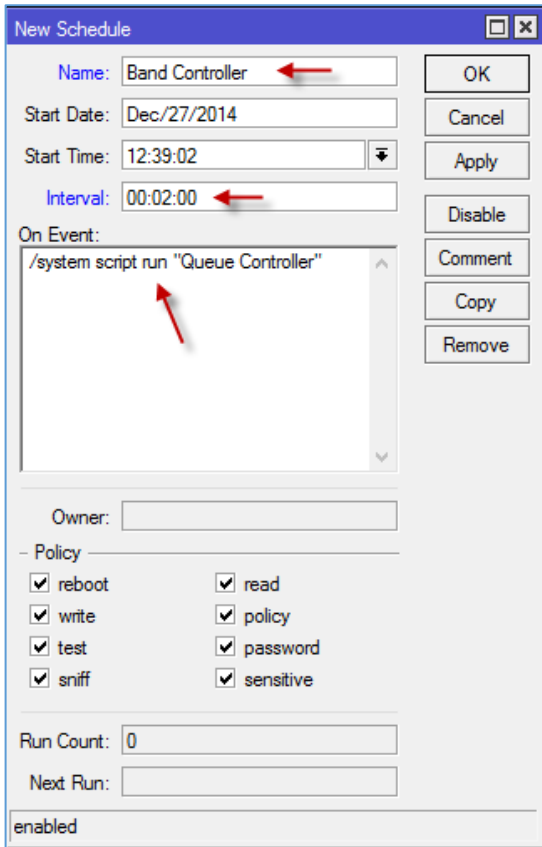 New Schedule
Name: Band Controller
OK
Start Date: Dec/27/2014
Cancel
Start Time: 12:39:02
Apply
Interval: 00:02:00
Disable
On Event:
/system script run "Queue Controller"
Comment
Copy
Remove
Owner:
Policy
reboot read
write policy
test password
sniff sensitive
Run Count: 0
Next Run:
enabled